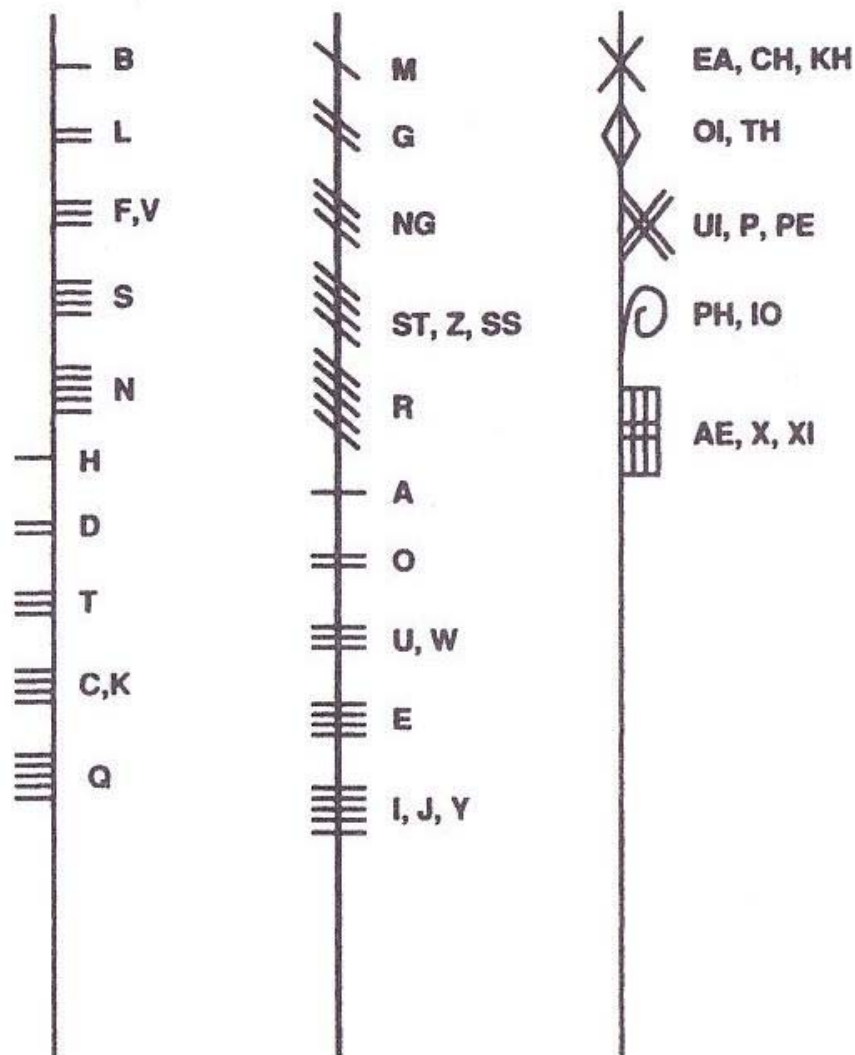 B
L
F,V
S
N
H
D
T
C,K
Q
M
G
NG
ST, Z, SS
R
A
O
U, W
E
I, J, Y
EA, CH, KH
OI, TH
UI, P, PE
PH, IO
AE, X, XI